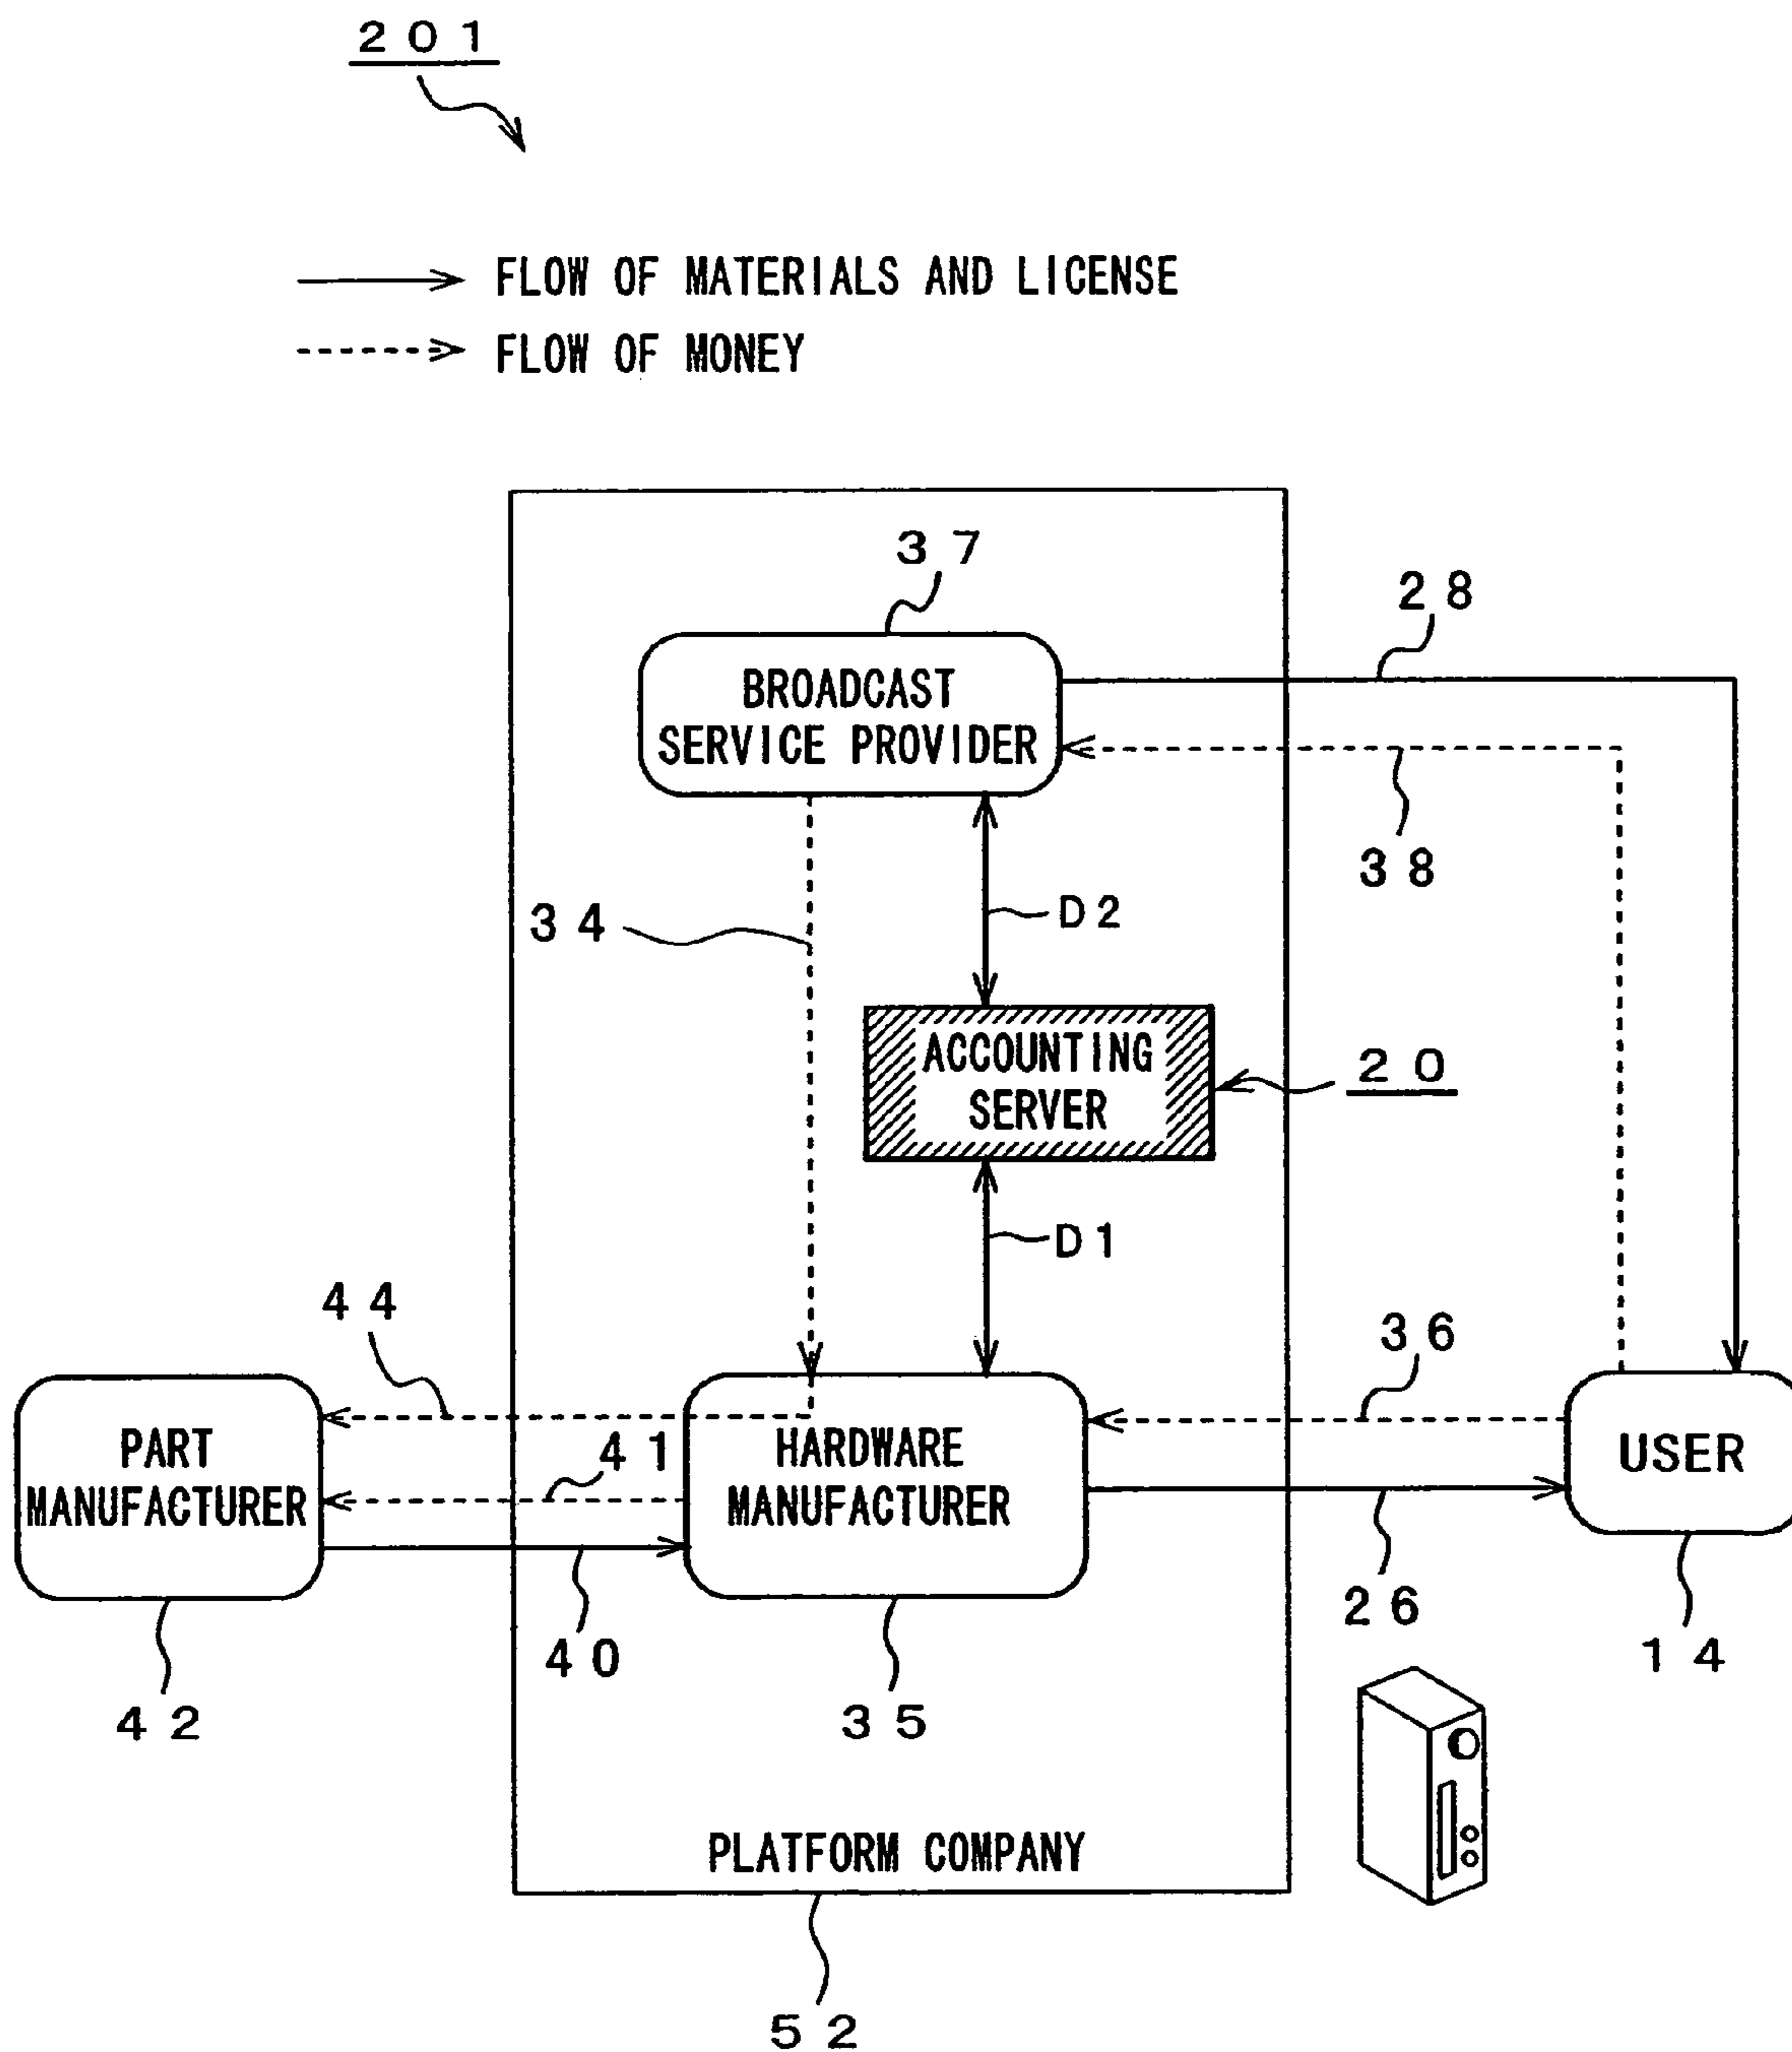 201
FLOW OF MATERIALS AND LICENSE
FLOW OF MONEY
37
28
BROADCAST
SERVICE PROVIDER
38
34
D2
ACCOUNTING
SERVER
20
D1
44
36
PART
MANUFACTURER
41
HARDWARE
MANUFACTURER
USER
40
26
14
42
35
PLATFORM COMPANY
52